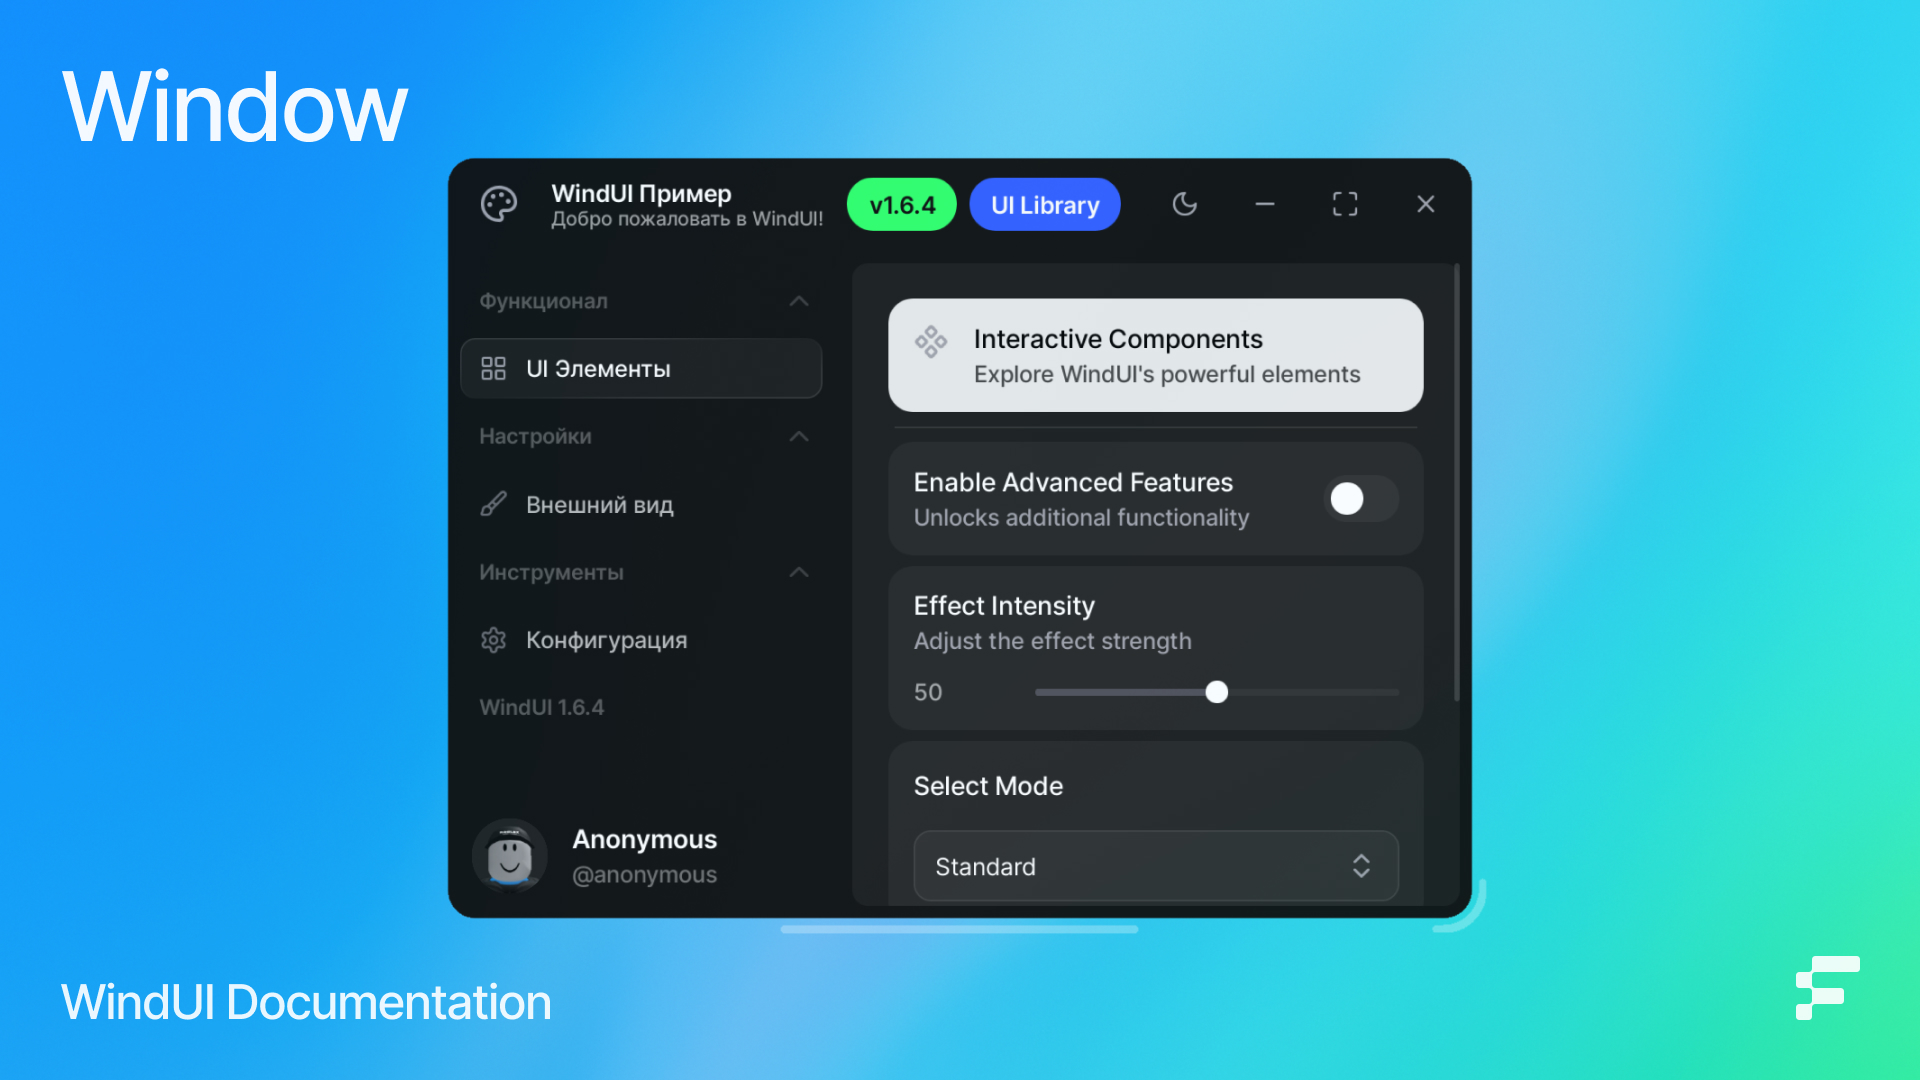 Window
WindUI Пример
Добро пожаловать в WindUI!
v1.6.4
UI Library
Функционал
UI Элементы
Настройки
Внешний вид
Инструменты
Конфигурация
WindUI 1.6.4
Anonymous
@anonymous
Interactive Components
Explore WindUI's powerful elements
Enable Advanced Features
Unlocks additional functionality
Effect Intensity
Adjust the effect strength
50
Select Mode
Standard
WindUI Documentation